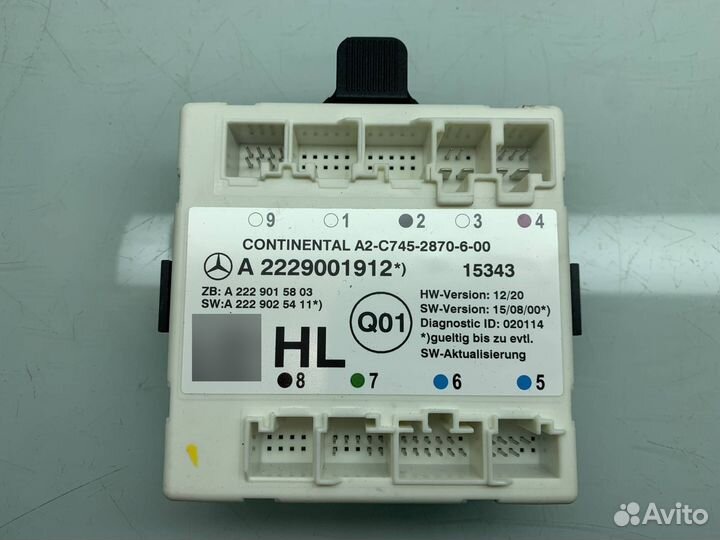 9 1 2 3 4
CONTINENTAL A2-C745-2870-6-00
A 2229001912*) 15343
ZB: A 222 901 58 03
SW:A 222 902 54 11*)
HL
Q01
HW-Version: 12/20
SW-Version: 15/08/00*)
Diagnostic ID: 020114
*)gueltig bis zu evtl.
SW-Aktualisierung
8 7 6 5
Avito